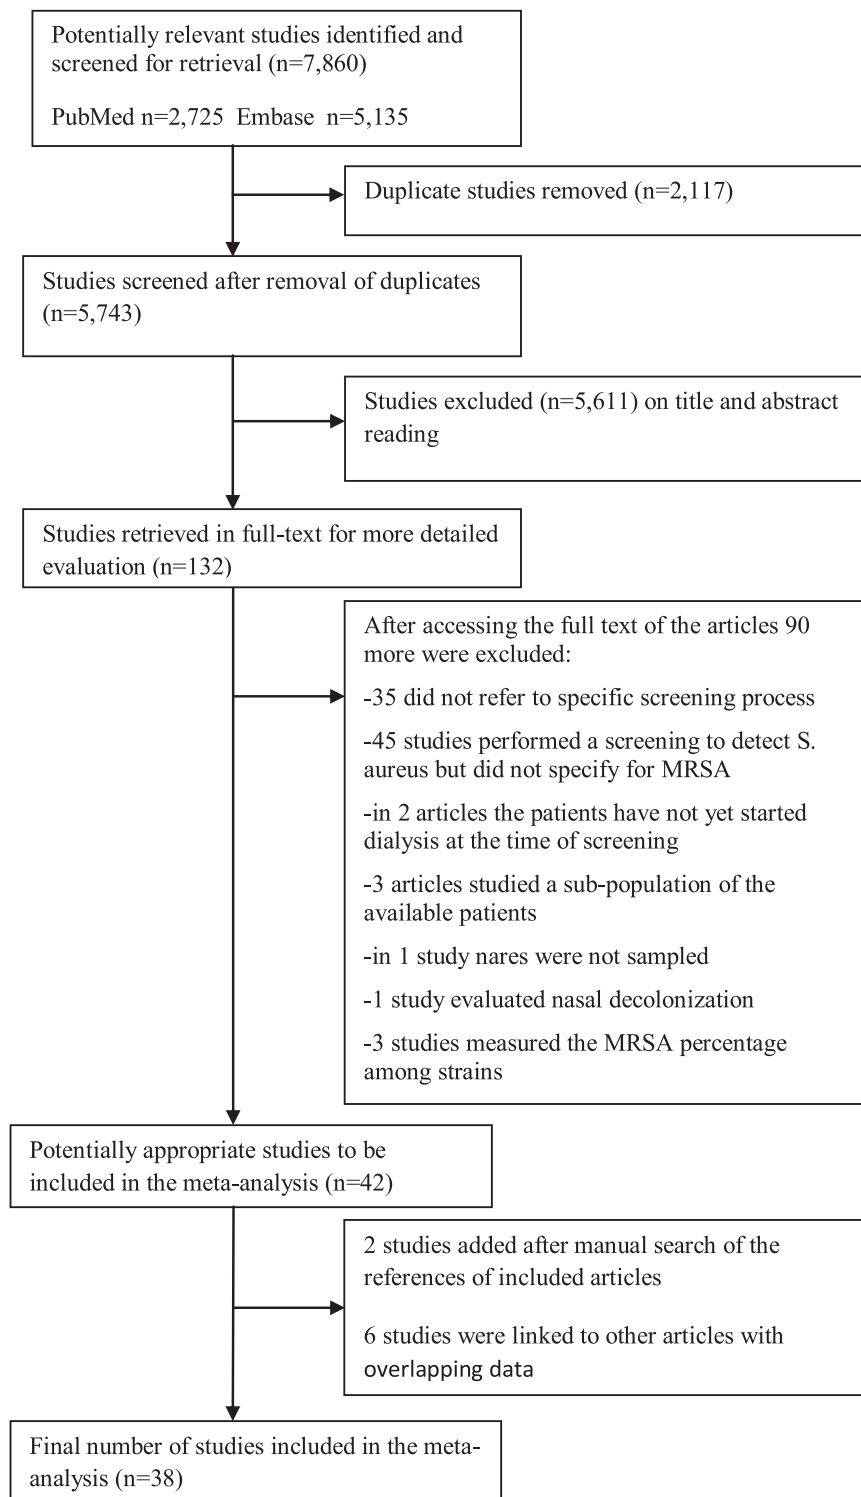 Potentially relevant studies identified and
screened for retrieval (n=7,860)
PubMed n=2,725  Embase  n=5,135
Duplicate studies removed (n=2,117)
Studies screened after removal of duplicates
(n=5,743)
Studies excluded (n=5,611) on title and abstract
reading
Studies retrieved in full-text for more detailed
evaluation (n=132)
After accessing the full text of the articles 90
more were excluded:
-35 did not refer to specific screening process
-45 studies performed a screening to detect S.
aureus but did not specify for MRSA
-in 2 articles the patients have not yet started
dialysis at the time of screening
-3 articles studied a sub-population of the
available patients
-in 1 study nares were not sampled
-1 study evaluated nasal decolonization
-3 studies measured the MRSA percentage
among strains
Potentially appropriate studies to be
included in the meta-analysis (n=42)
2 studies added after manual search of the
references of included articles
6 studies were linked to other articles with
overlapping data
Final number of studies included in the meta-
analysis (n=38)